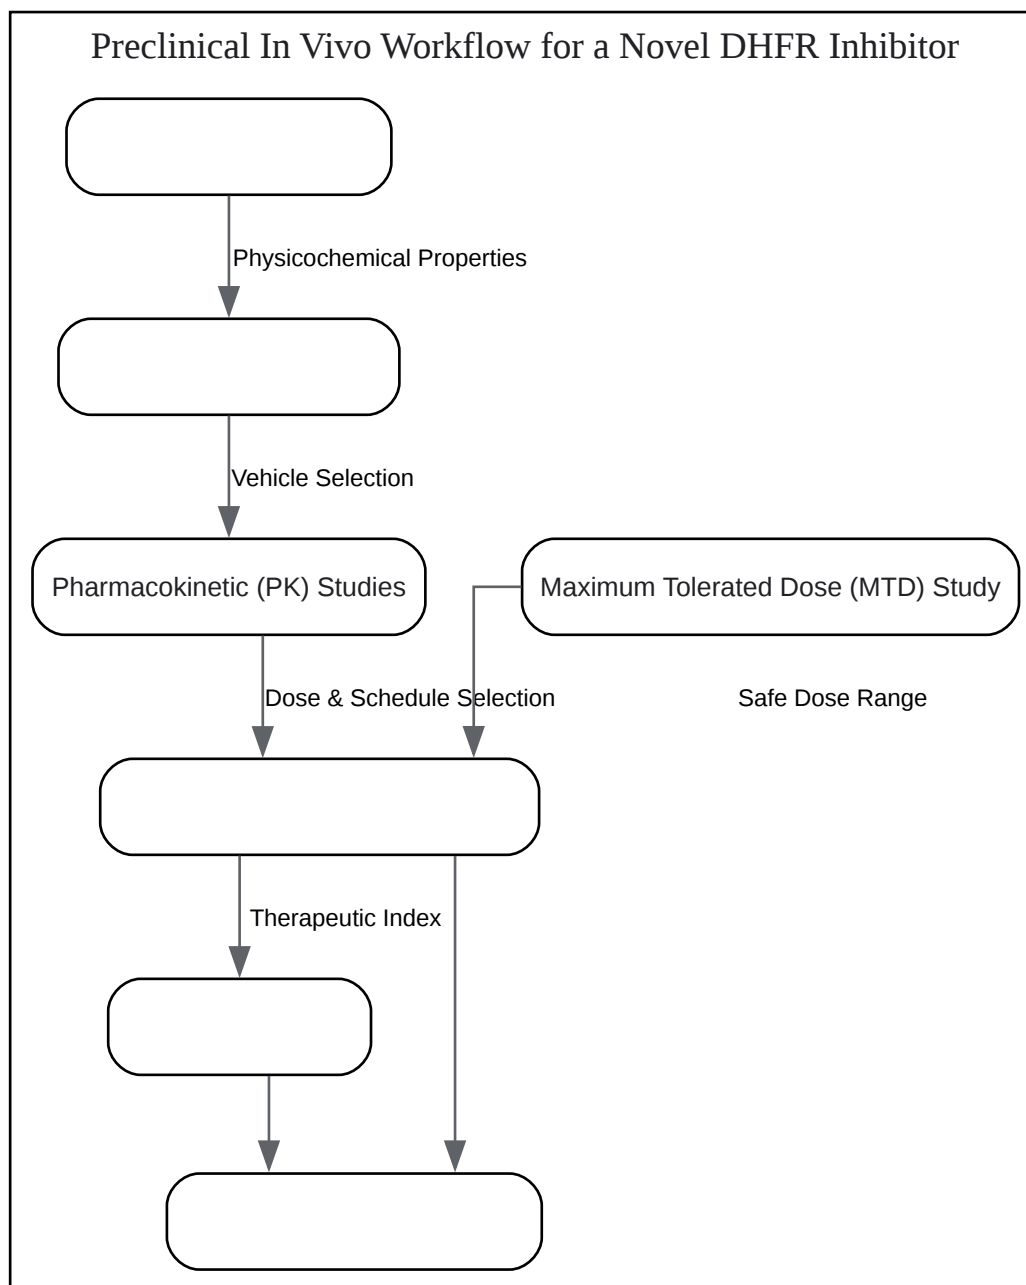 Preclinical In Vivo Workflow for a Novel DHFR Inhibitor
Physicochemical Properties
Vehicle Selection
Pharmacokinetic (PK) Studies
Maximum Tolerated Dose (MTD) Study
Dose & Schedule Selection
Safe Dose Range
Therapeutic Index